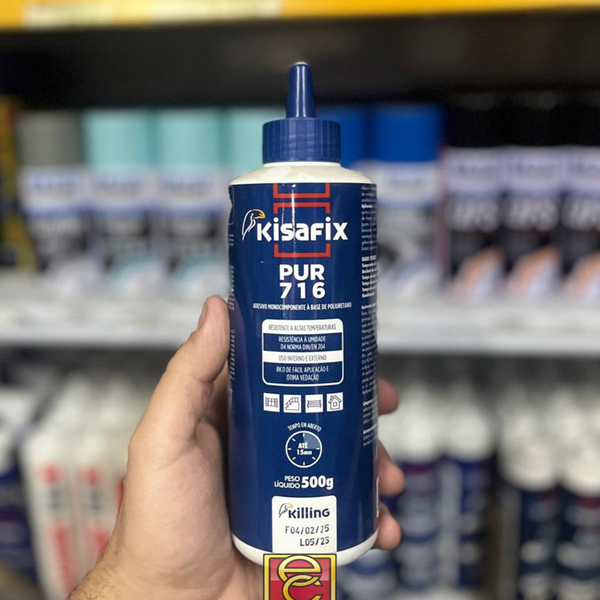 Kisafix
PUR
716
ADESIVO MONOCOMPONENTE À BASE DE POLIURETANO
RESISTENTE A ALTAS TEMPERATURAS
RESISTÊNCIA À UMIDADE
D4 NORMA DIN/EN 204
USO INTERNO E EXTERNO
BICO DE FÁCIL APLICAÇÃO E
ÓTIMA VEDAÇÃO
TEMPO EM ABERTO
ATÉ
15MIN
PESO
LÍQUIDO 500g
Killing
F04/02/25
L05/25